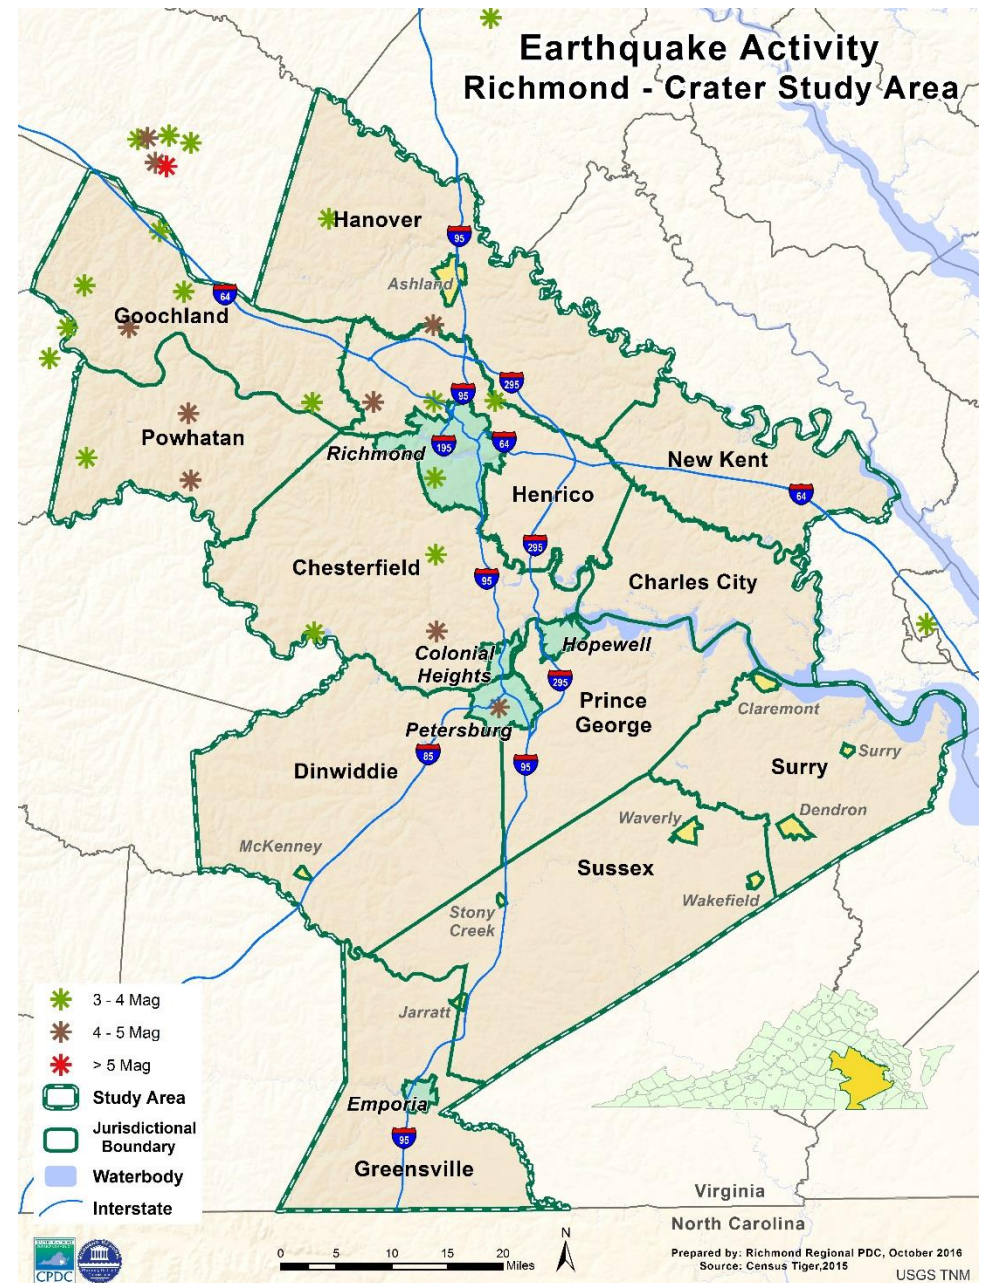 Earthquake Activity
Richmond - Crater Study Area
Hanover
95
Ashland
64
Goochland
295
95
Powhatan
Richmond
195
64
New Kent
Henrico
64
295
Chesterfield
95
Charles City
Colonial
Heights
Hopewell
295
Prince
George
Claremont
Petersburg
85
95
Dinwiddie
Surry
Surry
Waverly
Dendron
McKenney
Sussex
Wakefield
Stony
Creek
Jarratt
Emporia
95
Greensville
3 - 4 Mag
4 - 5 Mag
> 5 Mag
Study Area
Jurisdictional
Boundary
Waterbody
Interstate
Virginia
North Carolina
CPDC
0 5 10 20
Miles
N
Prepared by: Richmond Regional PDC, October 2016
Source: Census Tiger,2015
USGS TNM